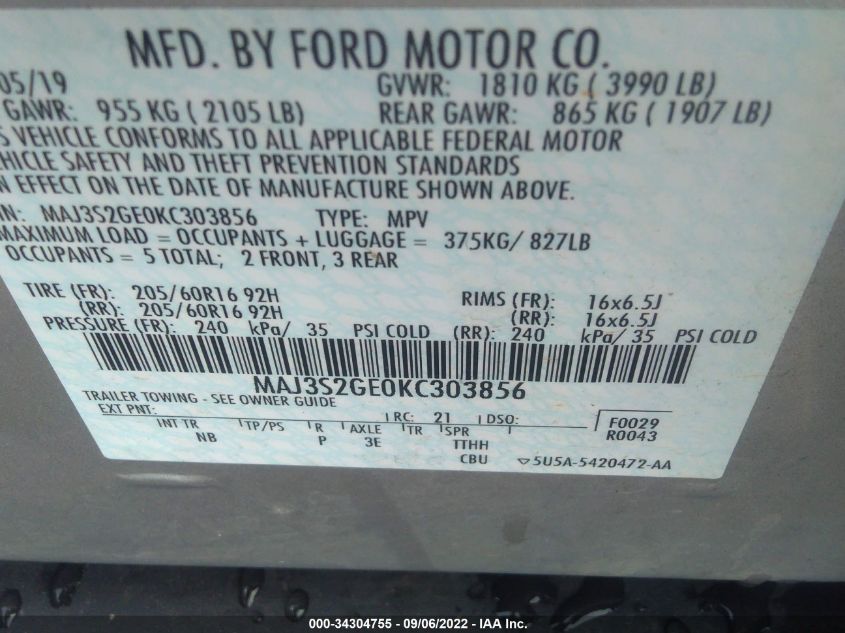 MFD. BY FORD MOTOR CO.
05/19 GVWR: 1810 KG ( 3990 LB)
GAWR: 955 KG ( 2105 LB) REAR GAWR: 865 KG ( 1907 LB)
S VEHICLE CONFORMS TO ALL APPLICABLE FEDERAL MOTOR
HICLE SAFETY AND THEFT PREVENTION STANDARDS
N EFFECT ON THE DATE OF MANUFACTURE SHOWN ABOVE.
IN: MAJ3S2GE0KC303856 TYPE: MPV
MAXIMUM LOAD = OCCUPANTS + LUGGAGE = 375KG/ 827LB
OCCUPANTS = 5 TOTAL; 2 FRONT, 3 REAR
TIRE (FR): 205/60R16 92H RIMS (FR): 16x6.5J
(RR): 205/60R16 92H (RR): 16x6.5J
PRESSURE (FR): 240 kPa/ 35 PSI COLD (RR): 240 kPa/ 35 PSI COLD
MAJ3S2GE0KC303856
TRAILER TOWING - SEE OWNER GUIDE
EXT PNT: RC: 21 DSO: F0029
INT TR TP/PS R AXLE TR SPR R0043
NB P 3E TTHH
CBU ▽5U5A-5420472-AA
000-34304755 - 09/06/2022 - IAA Inc.